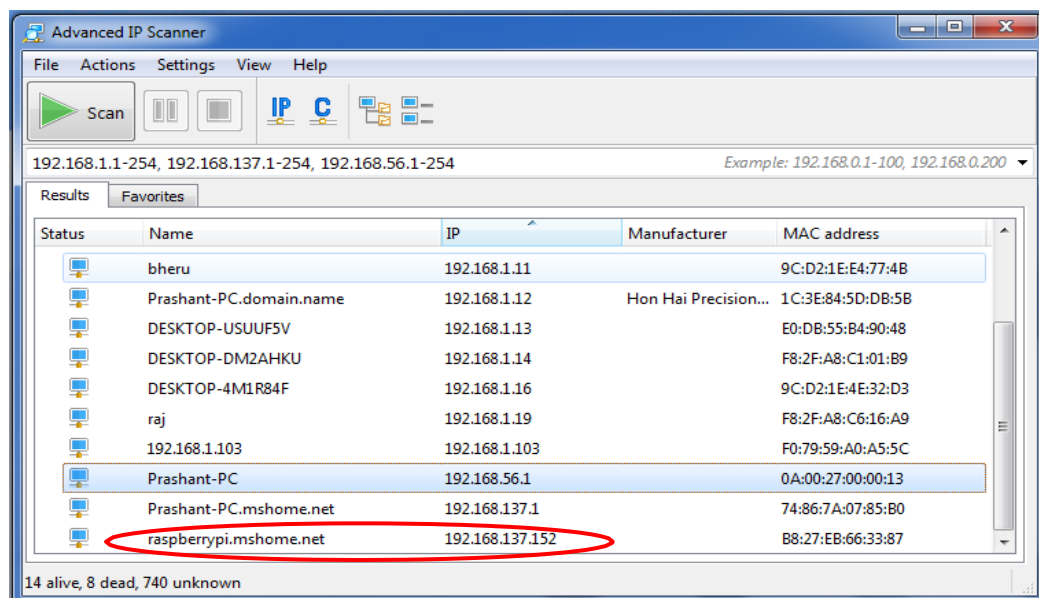 Advanced IP Scanner
File Actions Settings View Help
Scan IP C
192.168.1.1-254, 192.168.137.1-254, 192.168.56.1-254 Example: 192.168.0.1-100, 192.168.0.200
Results Favorites
Status Name IP Manufacturer MAC address
bheru 192.168.1.11 9C:D2:1E:E4:77:4B
Prashant-PC.domain.name 192.168.1.12 Hon Hai Precision... 1C:3E:84:5D:DB:5B
DESKTOP-USUUF5V 192.168.1.13 E0:DB:55:B4:90:48
DESKTOP-DM2AHKU 192.168.1.14 F8:2F:A8:C1:01:B9
DESKTOP-4M1R84F 192.168.1.16 9C:D2:1E:4E:32:D3
raj 192.168.1.19 F8:2F:A8:C6:16:A9
192.168.1.103 192.168.1.103 F0:79:59:A0:A5:5C
Prashant-PC 192.168.56.1 0A:00:27:00:00:13
Prashant-PC.mshome.net 192.168.137.1 74:86:7A:07:85:B0
raspberrypi.mshome.net 192.168.137.152 B8:27:EB:66:33:87
14 alive, 8 dead, 740 unknown